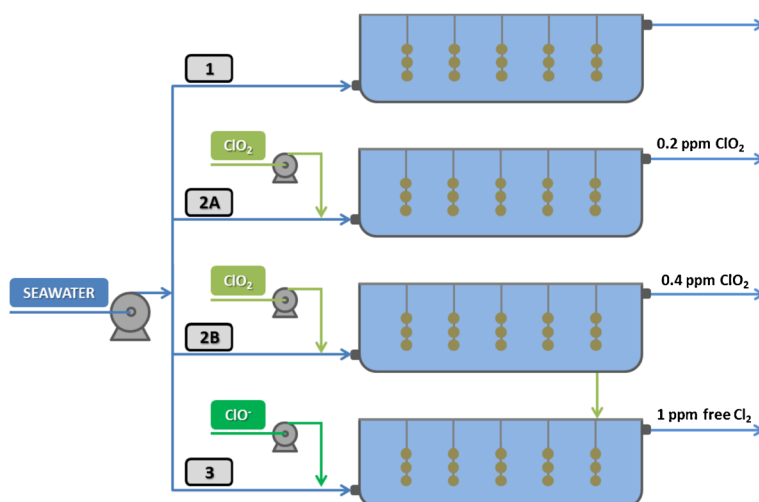 1
ClO₂
0.2 ppm ClO₂
2A
ClO₂
0.4 ppm ClO₂
SEAWATER
2B
ClO⁻
1 ppm free Cl₂
3